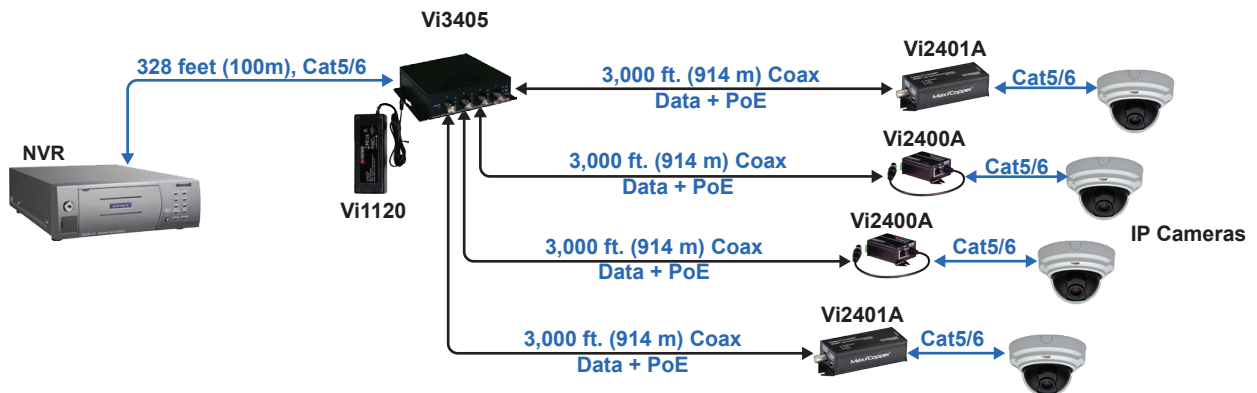 Vi3405
328 feet (100m), Cat5/6
NVR
Vi1120
3,000 ft. (914 m) Coax
Data + PoE
Vi2401A
MaxiiCopper
Cat5/6
3,000 ft. (914 m) Coax
Data + PoE
Vi2400A
Cat5/6
3,000 ft. (914 m) Coax
Data + PoE
Vi2400A
Cat5/6
IP Cameras
3,000 ft. (914 m) Coax
Data + PoE
Vi2401A
MaxiiCopper
Cat5/6